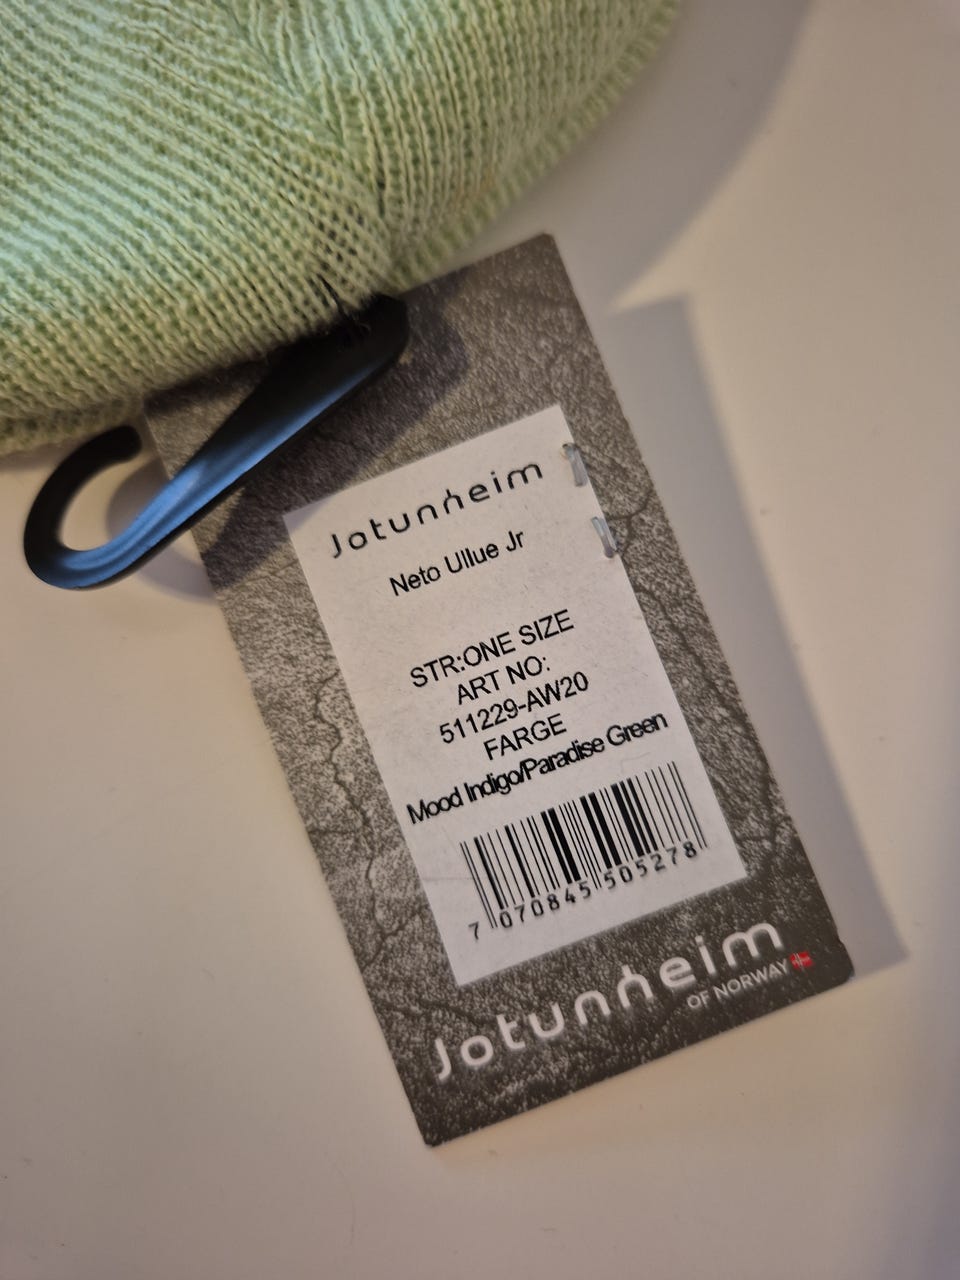 Jotunheim
Neto Ullue Jr
STR:ONE SIZE
ART NO:
511229-AW20
FARGE
Mood Indigo/Paradise Green
7 070845 505278
Jotunheim
OF NORWAY